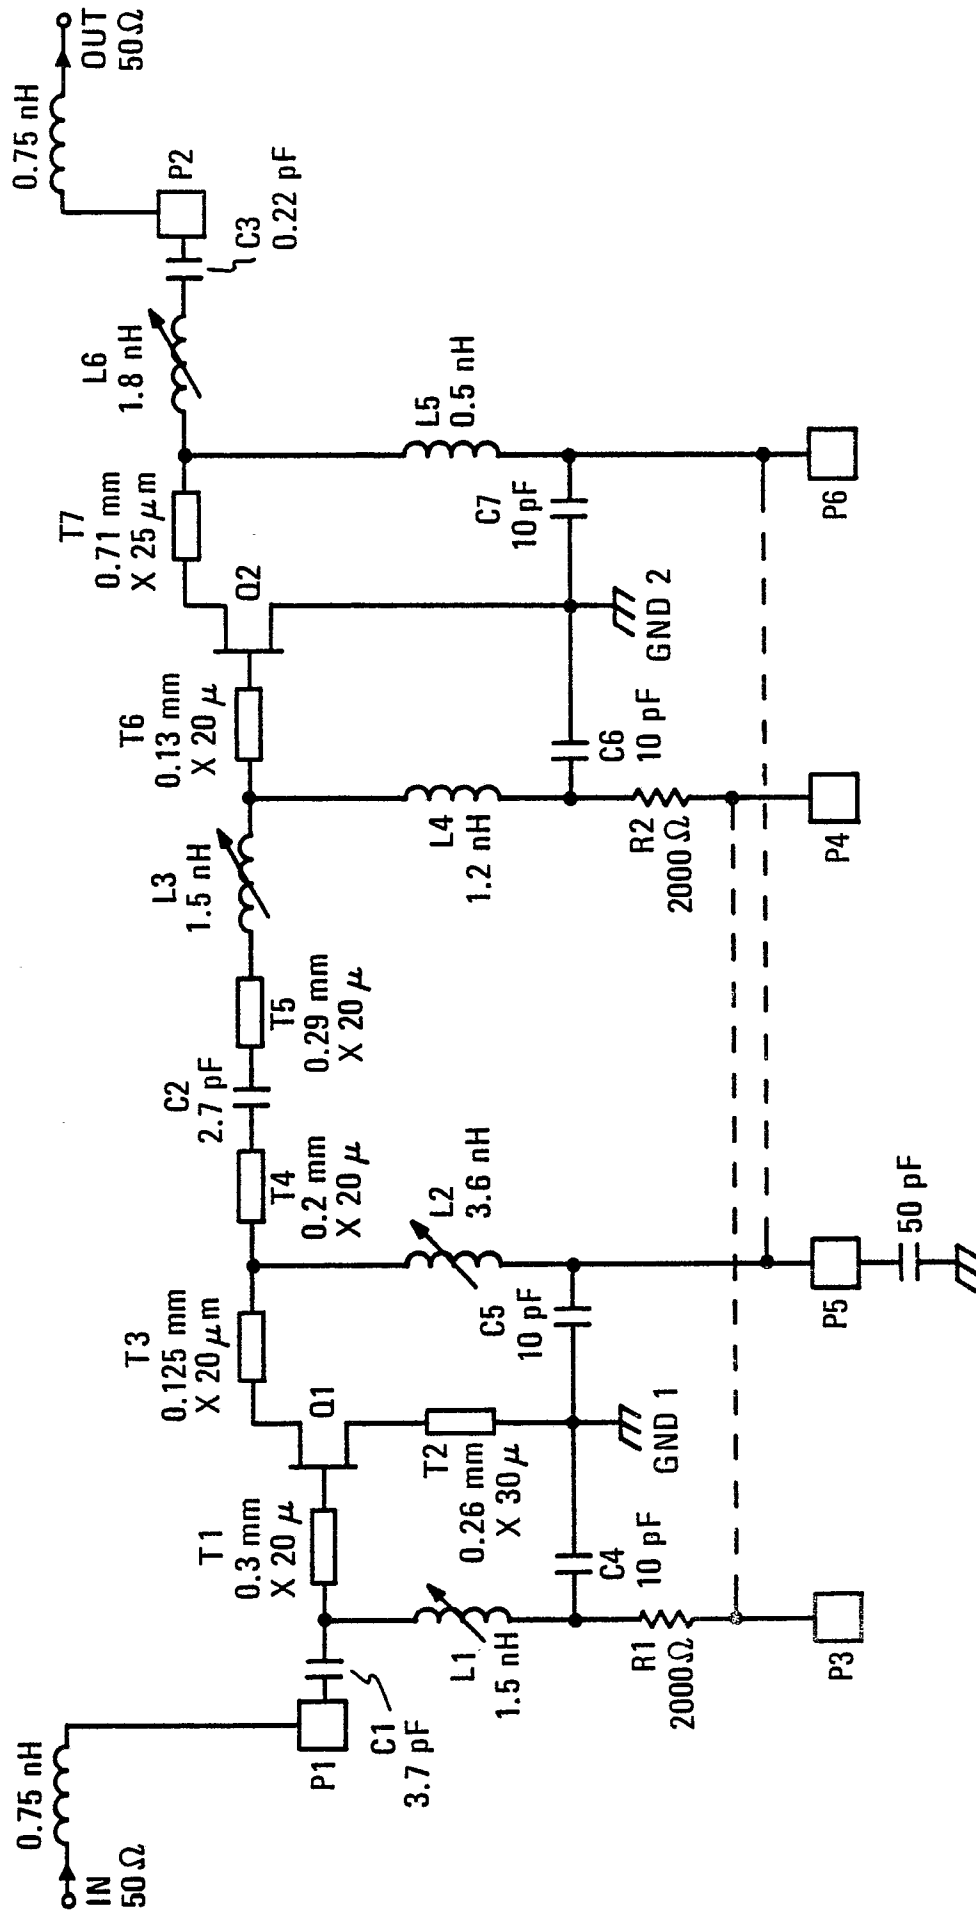 0.75 nH
IN
50Ω
P1
C1
3.7 pF
T1
0.3 mm
X 20 μ
L1
1.5 nH
R1
2000Ω
P3
C4
10 pF
Q1
T2
0.26 mm
X 30 μ
GND 1
T3
0.125 mm
X 20 μm
C5
10 pF
L2
3.6 nH
P5
50 pF
T4
0.2 mm
X 20 μ
C2
2.7 pF
T5
0.29 mm
X 20 μ
L3
1.5 nH
L4
1.2 nH
R2
2000Ω
P4
C6
10 pF
T6
0.13 mm
X 20 μ
Q2
GND 2
C7
10 pF
T7
0.71 mm
X 25 μm
L5
0.5 nH
P6
L6
1.8 nH
C3
0.22 pF
P2
0.75 nH
OUT
50Ω